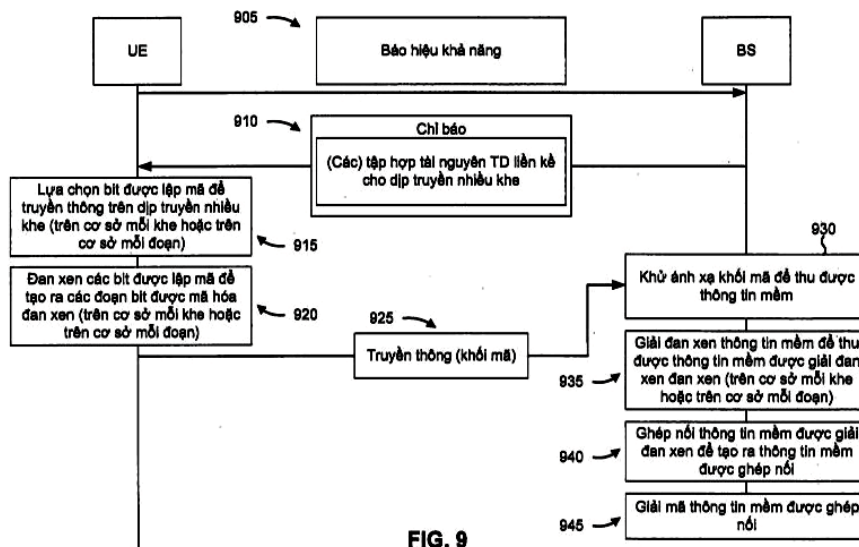 905
UE
Báo hiệu khả năng
BS
910
Chỉ báo
(Các) tập hợp tài nguyên TD liền kề
cho dịp truyền nhiều khe
Lựa chọn bit được lập mã để
truyền thông trên dịp truyền nhiều
khe (trên cơ sở mỗi khe hoặc trên
cơ sở mỗi đoạn)
915
Đan xen các bit được lập mã để
tạo ra các đoạn bit được mã hóa
đan xen (trên cơ sở mỗi khe hoặc
trên cơ sở mỗi đoạn)
920
925
Truyền thông (khối mã)
930
Khử ánh xạ khối mã để thu được
thông tin mềm
Giải đan xen thông tin mềm để thu
được thông tin mềm được giải đan
xen đan xen (trên cơ sở mỗi khe
hoặc trên cơ sở mỗi đoạn)
935
Ghép nối thông tin mềm được giải
đan xen để tạo ra thông tin mềm
được ghép nối
940
Giải mã thông tin mềm được ghép
nối
945
FIG. 9